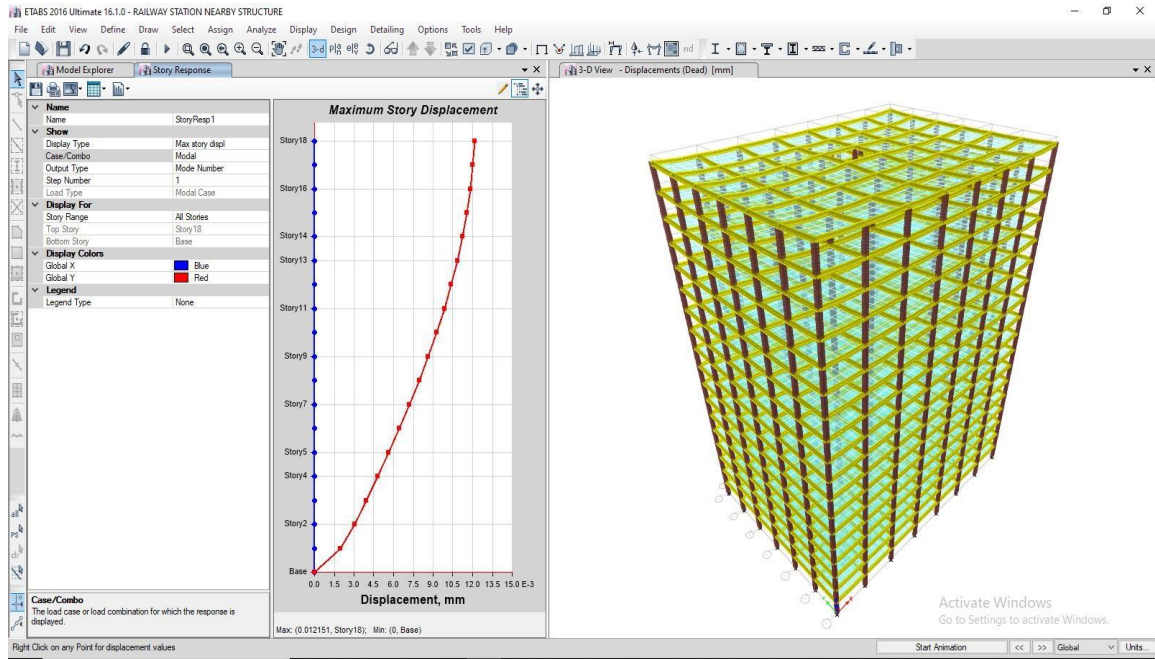 ETABS 2016 Ultimate 16.1.0 - RAILWAY STATION NEARBY STRUCTURE
File Edit View Define Draw Select Assign Analyze Display Design Detailing Options Tools Help
3-d
nd
Model Explorer
Story Response
3-D View - Displacements (Dead) [mm]
Name
Name StoryResp1
Show
Display Type Max story displ
Case/Combo Modal
Output Type Mode Number
Step Number 1
Load Type Modal Case
Display For
Story Range All Stories
Top Story Story18
Bottom Story Base
Display Colors
Global X Blue
Global Y Red
Legend
Legend Type None
Maximum Story Displacement
Story18
Story16
Story14
Story13
Story11
Story9
Story7
Story5
Story4
Story2
Base
0.0 1.5 3.0 4.5 6.0 7.5 9.0 10.5 12.0 13.5 15.0 E-3
Displacement, mm
Max: (0.012151, Story18); Min: (0, Base)
all
PS
dr
Case/Combo
The load case or load combination for which the response is
displayed.
Activate Windows
Go to Settings to activate Windows.
Right Click on any Point for displacement values
Start Animation << >> Global Units...